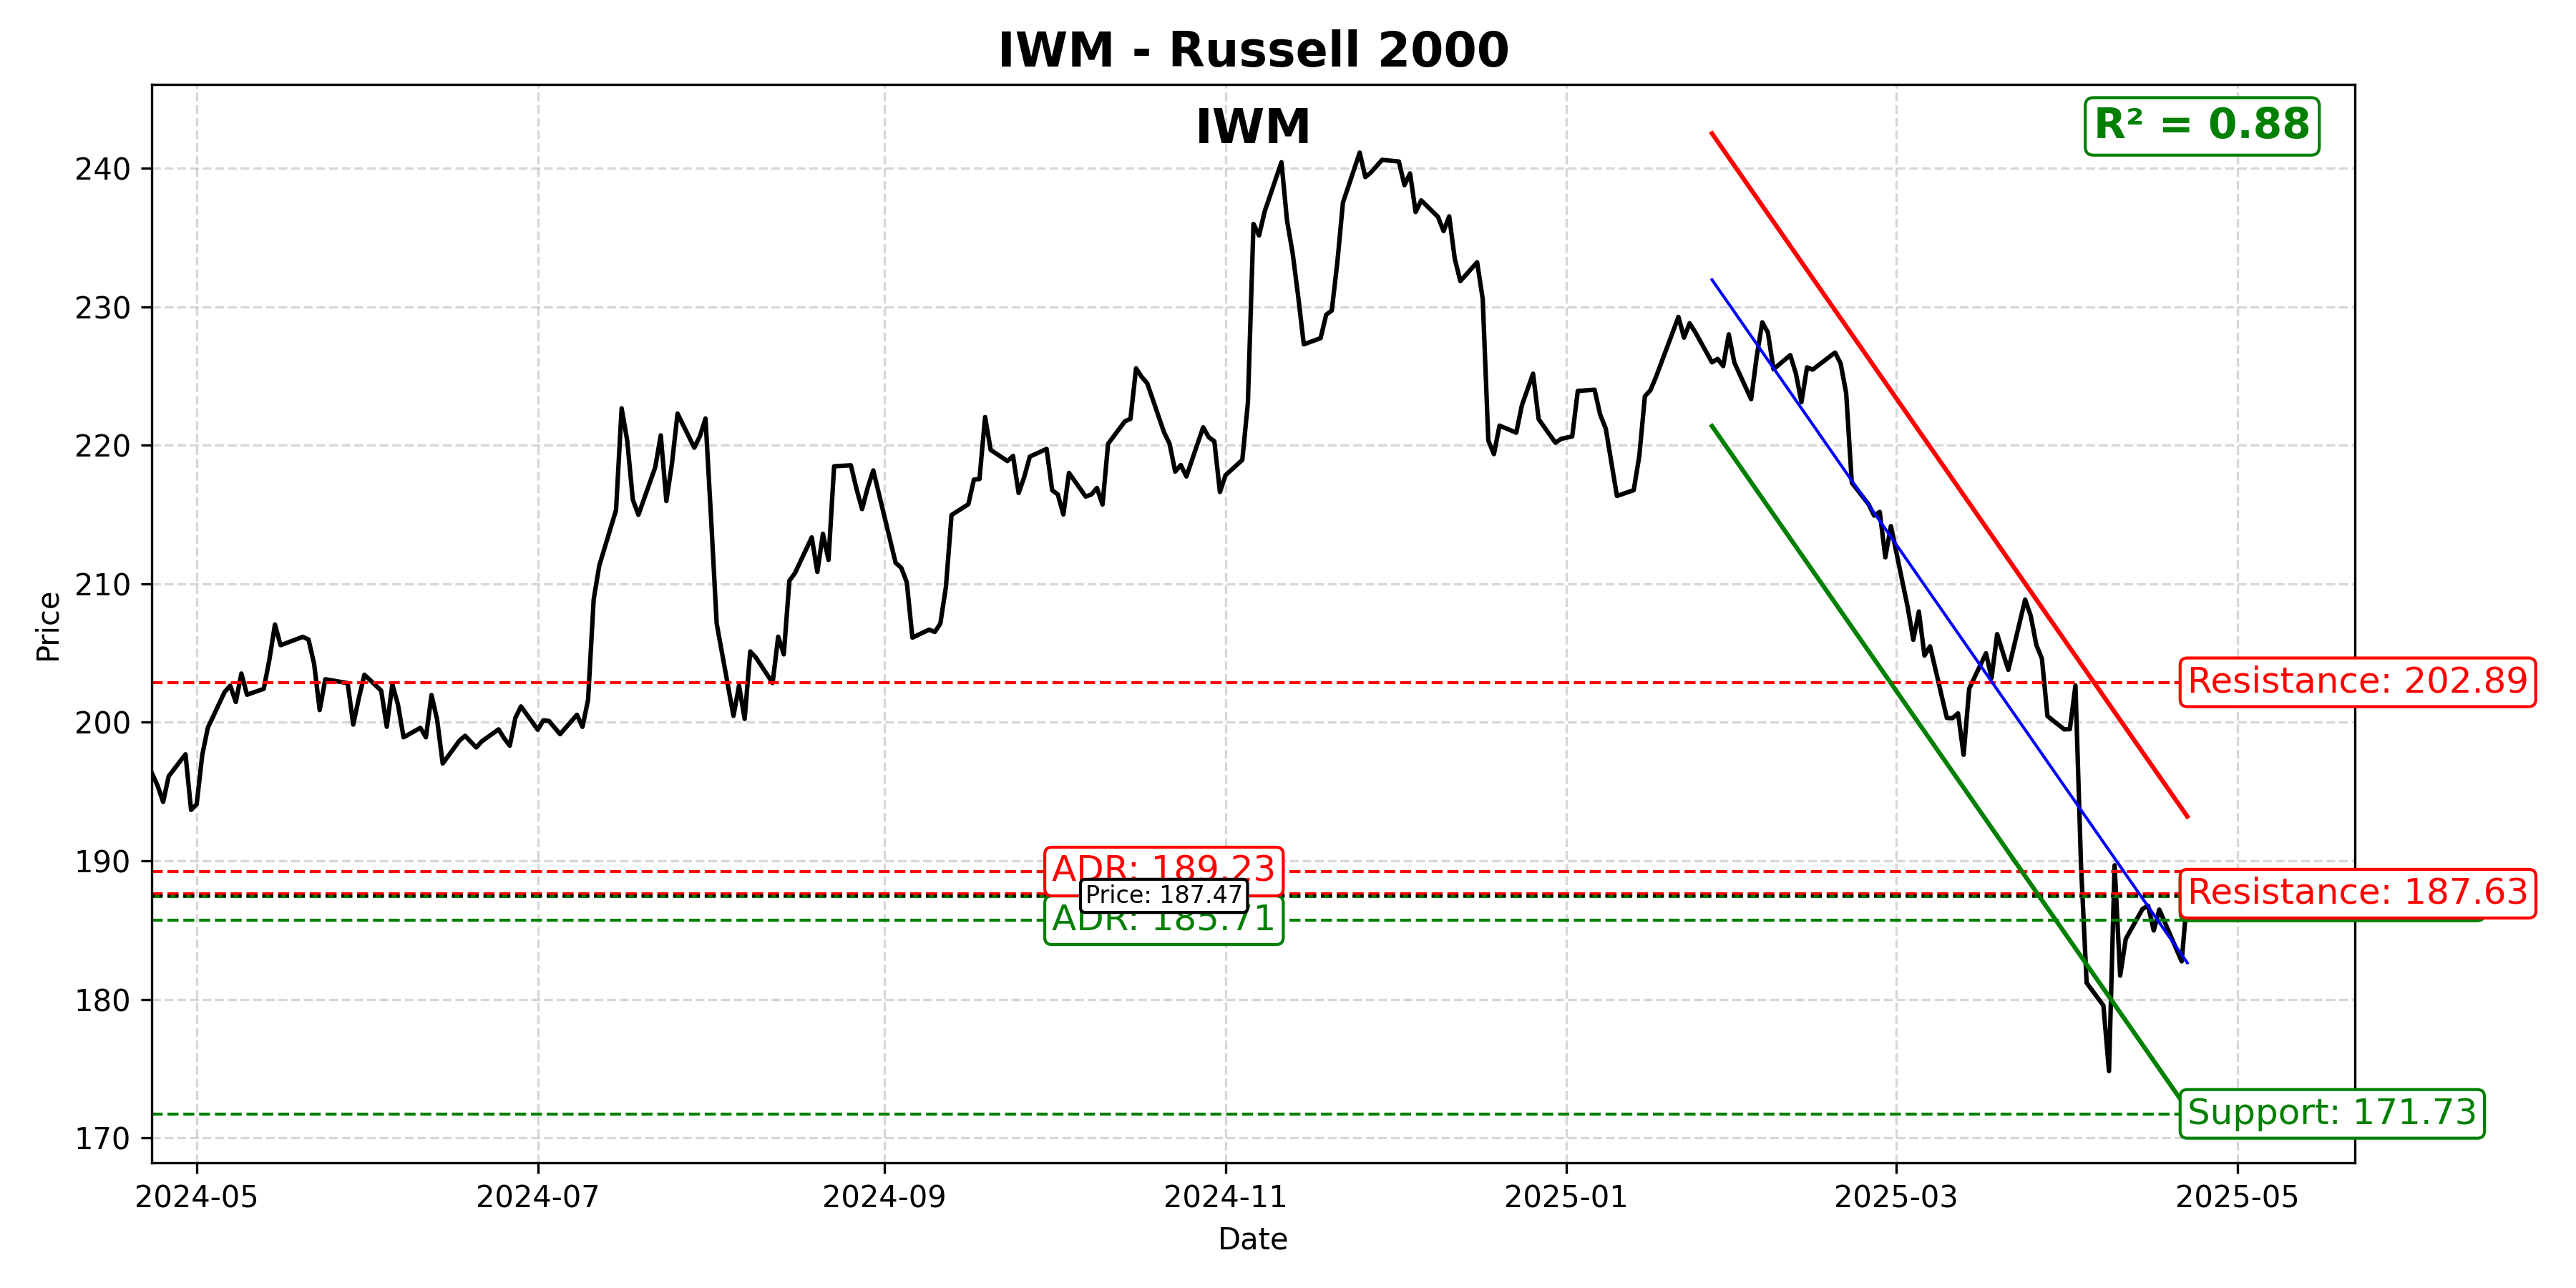 IWM - Russell 2000
IWM
R² = 0.88
240
230
220
210
200
190
180
170
Price
Resistance: 202.89
ADR: 189.23
Price: 187.47
Resistance: 187.63
ADR: 185.71
Support: 171.73
2024-05
2024-07
2024-09
2024-11
2025-01
2025-03
2025-05
Date